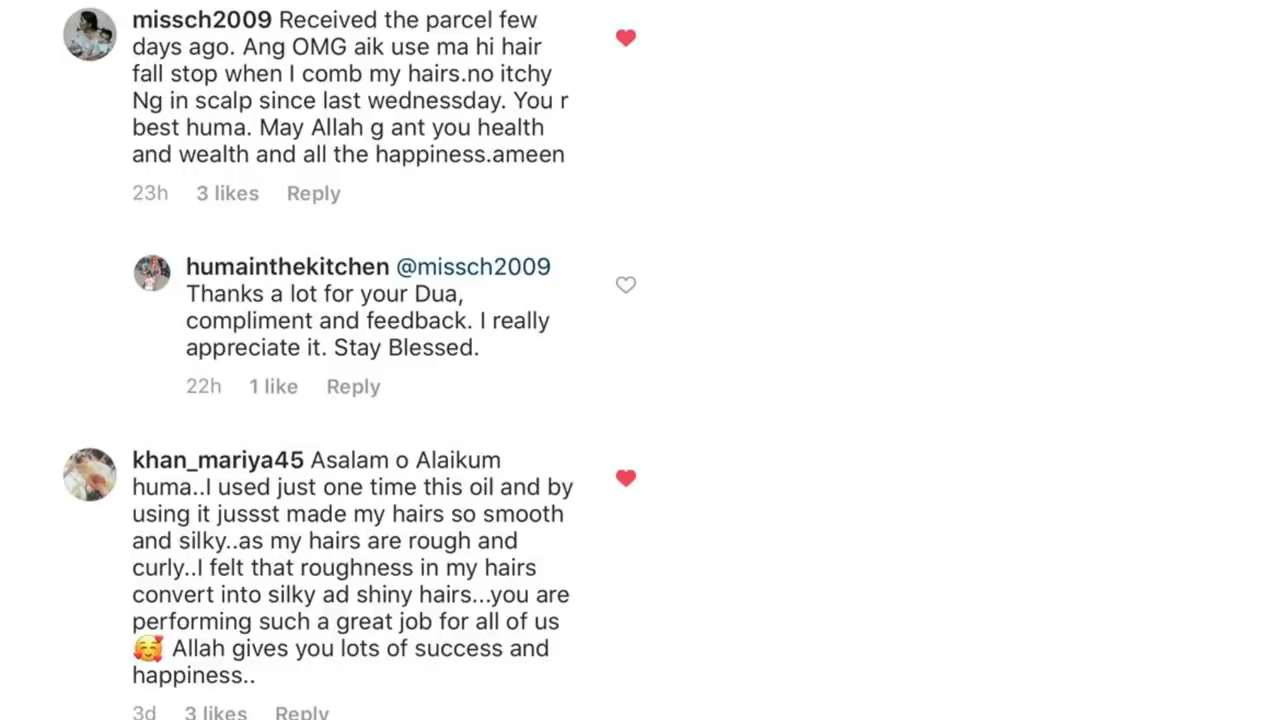 missch2009 Received the parcel few
days ago. Ang OMG aik use ma hi hair
fall stop when I comb my hairs.no itchy
Ng in scalp since last wednessday. You r
best huma. May Allah g ant you health
and wealth and all the happiness.ameen
23h 3 likes Reply
humainthekitchen @missch2009
Thanks a lot for your Dua,
compliment and feedback. I really
appreciate it. Stay Blessed.
22h 1 like Reply
khan_mariya45 Asalam o Alaikum
huma..I used just one time this oil and by
using it jussst made my hairs so smooth
and silky..as my hairs are rough and
curly..I felt that roughness in my hairs
convert into silky ad shiny hairs...you are
performing such a great job for all of us
🥰 Allah gives you lots of success and
happiness..
3d 3 likes Reply